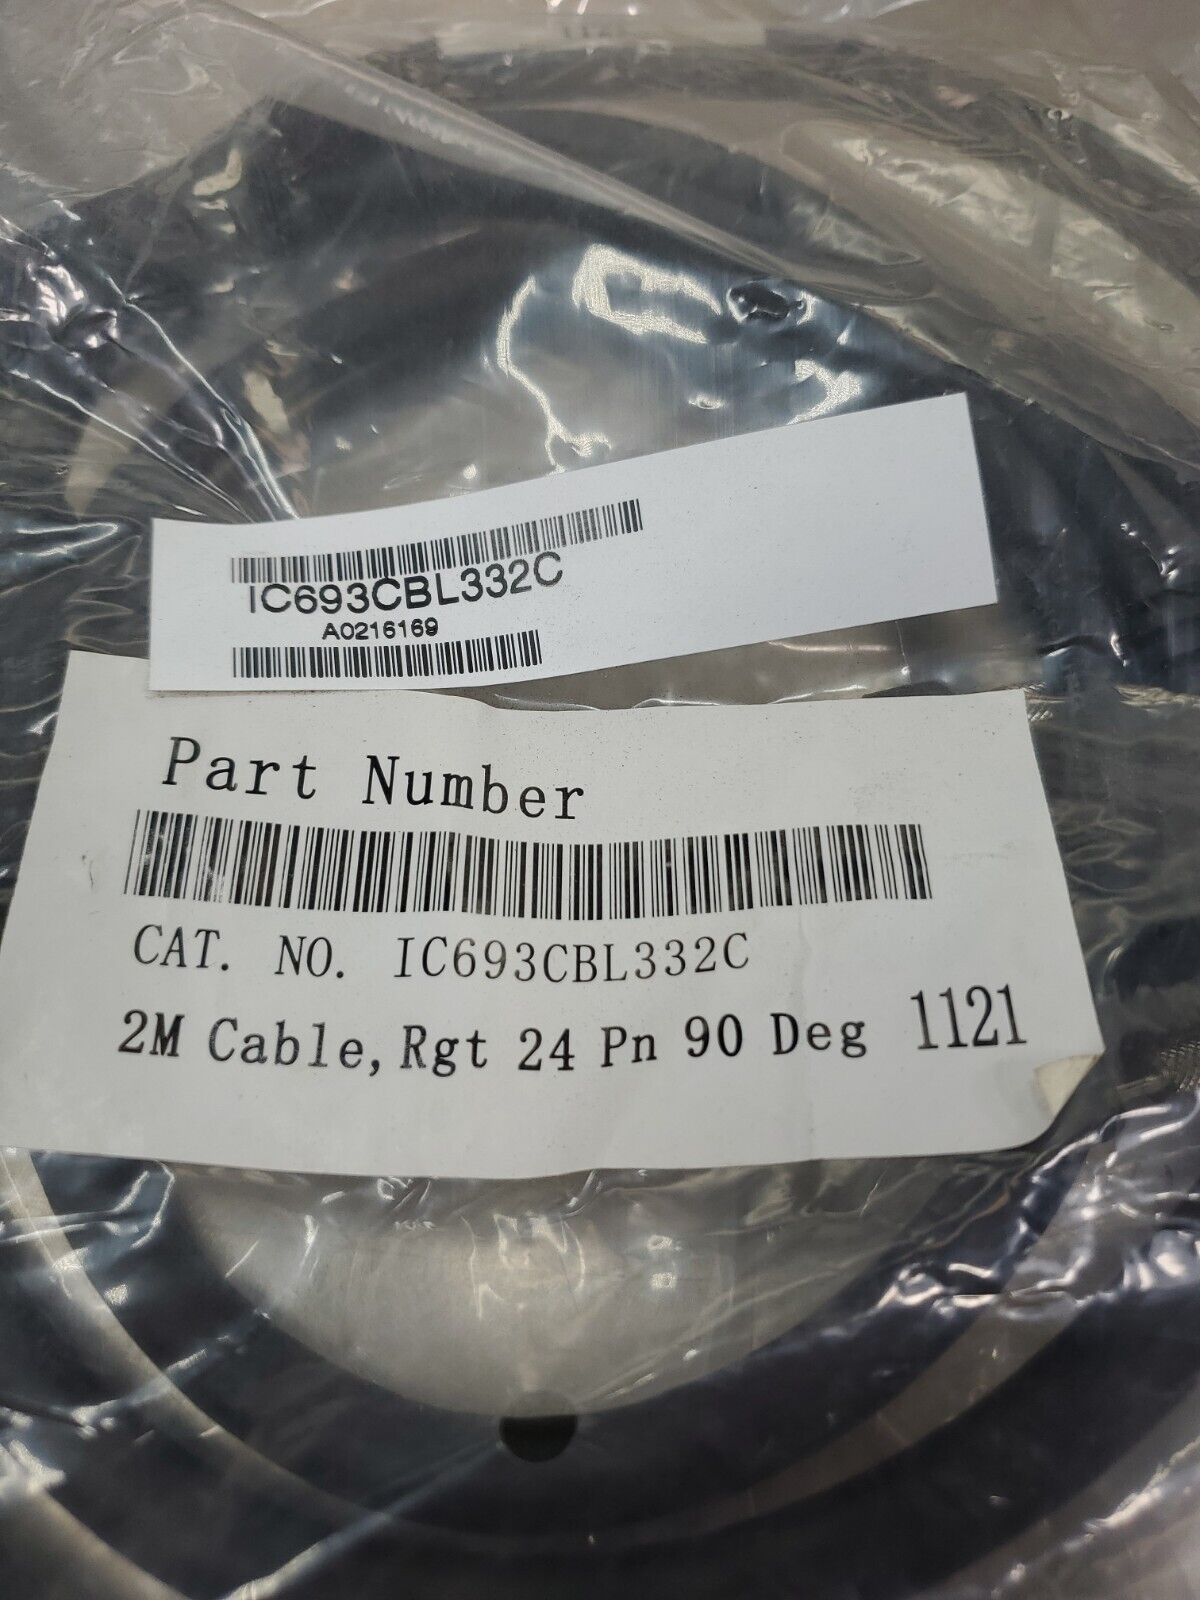 IC693CBL332C
A0216169
Part Number
CAT. NO. IC693CBL332C
2M Cable, Rgt 24 Pn 90 Deg 1121